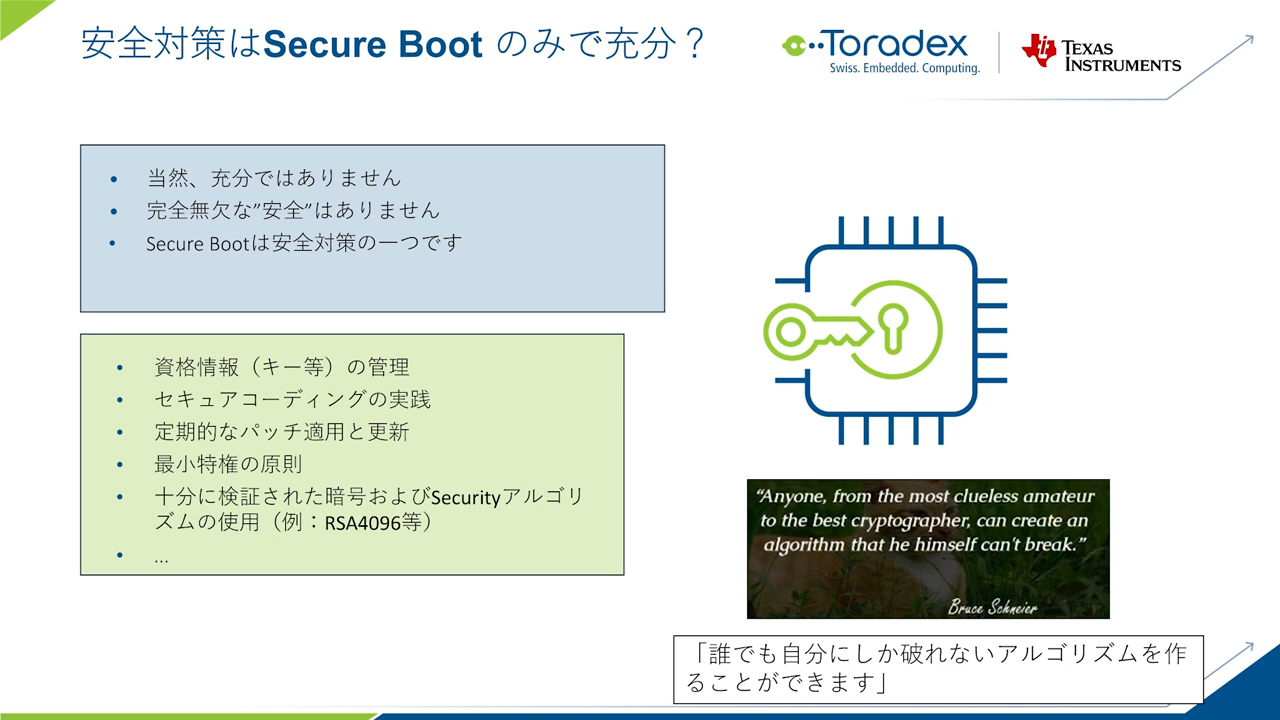 安全対策はSecure Boot のみで充分？
Toradex
Swiss. Embedded. Computing.
TEXAS
INSTRUMENTS
• 当然、充分ではありません
• 完全無欠な”安全”はありません
• Secure Bootは安全対策の一つです
• 資格情報（キー等）の管理
• セキュアコーディングの実践
• 定期的なパッチ適用と更新
• 最小特権の原則
• 十分に検証された暗号およびSecurityアルゴリ
ズムの使用（例：RSA4096等）
• ...
“Anyone, from the most clueless amateur
to the best cryptographer, can create an
algorithm that he himself can't break.”
Bruce Schneier
「誰でも自分にしか破れないアルゴリズムを作
ることができます」